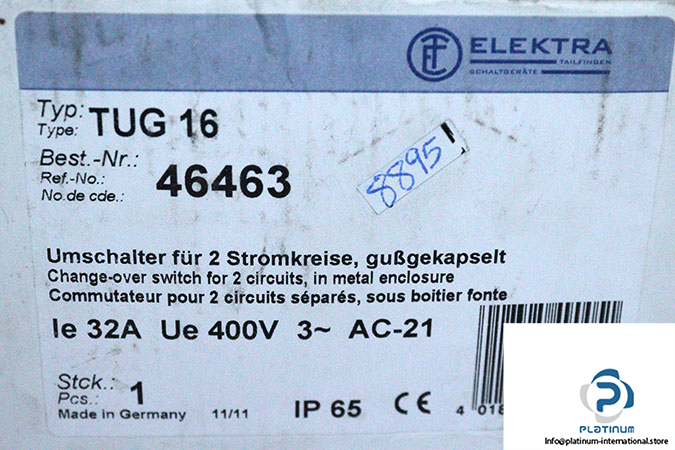 ELEKTRA
TAILFINGEN
SCHALTGERÄTE
Typ: TUG 16
Type:
Best.-Nr.:
Ref.-No.: 46463
No.de cde.:
8895
Umschalter für 2 Stromkreise, gußgekapselt
Change-over switch for 2 circuits, in metal enclosure
Commutateur pour 2 circuits séparés, sous boitier fonte
Ie 32A Ue 400V 3~ AC-21
Stck.: 1
Pcs.:
Made in Germany 11/11 IP 65 CE 4 018
PLATINUM
Info@platinum-international.store